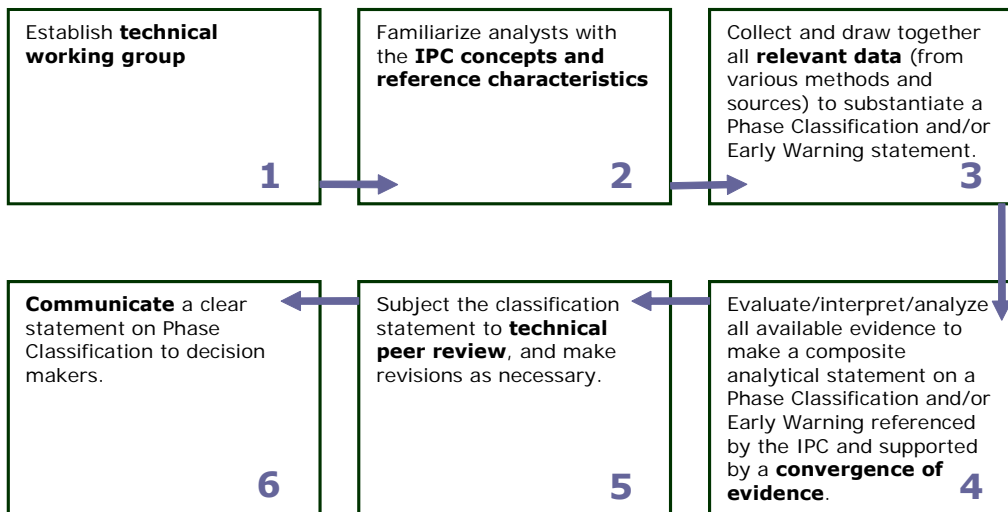 Establish technical
working group
1
Familiarize analysts with
the IPC concepts and
reference characteristics
2
Collect and draw together
all relevant data (from
various methods and
sources) to substantiate a
Phase Classification and/or
Early Warning statement.
3
Evaluate/interpret/analyze
all available evidence to
make a composite
analytical statement on a
Phase Classification and/or
Early Warning referenced
by the IPC and supported
by a convergence of
evidence.
4
Subject the classification
statement to technical
peer review, and make
revisions as necessary.
5
Communicate a clear
statement on Phase
Classification to decision
makers.
6